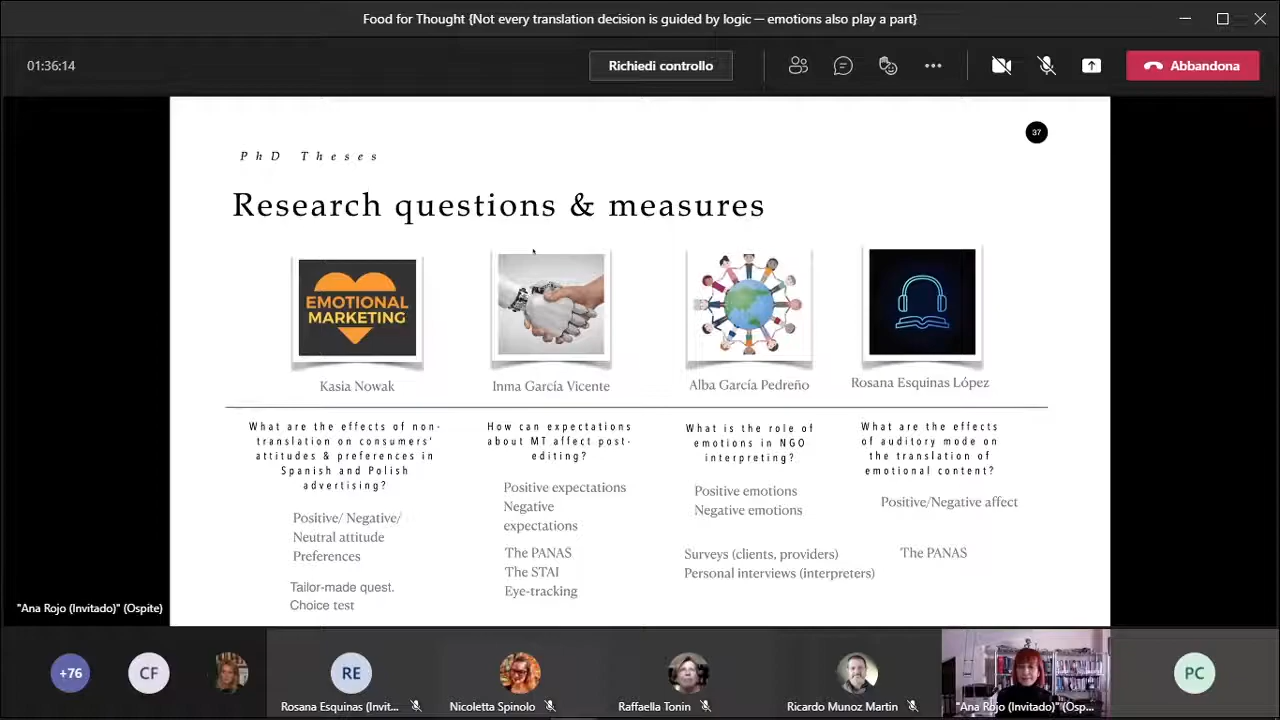 Food for Thought {Not every translation decision is guided by logic — emotions also play a part}
01:36:14
Richiedi controllo
Abbandona
37
PhD Theses
Research questions & measures
EMOTIONAL
MARKETING
Kasia Nowak
Inma García Vicente
Alba García Pedreño
Rosana Esquinas López
What are the effects of non-
translation on consumers'
attitudes & preferences in
Spanish and Polish
advertising?
Positive/ Negative/
Neutral attitude
Preferences
Tailor-made quest.
Choice test
How can expectations
about MT affect post-
editing?
Positive expectations
Negative
expectations
The PANAS
The STAI
Eye-tracking
What is the role of
emotions in NGO
interpreting?
Positive emotions
Negative emotions
Surveys (clients, providers)
Personal interviews (interpreters)
What are the effects
of auditory mode on
the translation of
emotional content?
Positive/Negative affect
The PANAS
"Ana Rojo (Invitado)" (Ospite)
+76
CF
RE
Rosana Esquinas (Invit...
Nicoletta Spinolo
Raffaella Tonin
Ricardo Munoz Martin
"Ana Rojo (Invitado)" (Osp...
PC